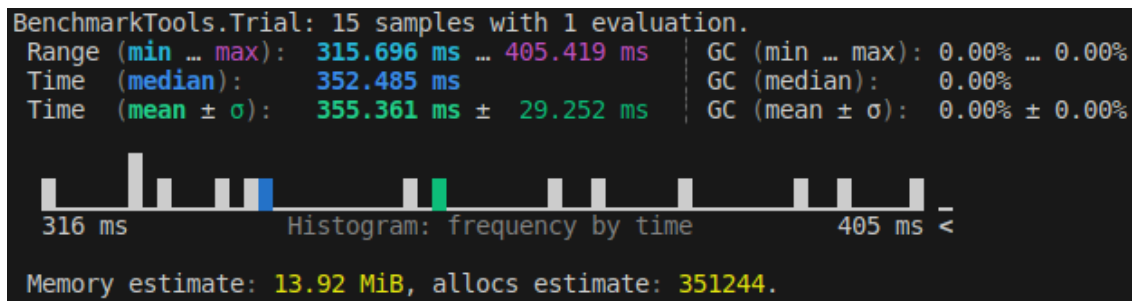 BenchmarkTools.Trial: 15 samples with 1 evaluation.
Range (min … max): 315.696 ms … 405.419 ms ┊ GC (min … max): 0.00% … 0.00%
Time (median): 352.485 ms ┊ GC (median): 0.00%
Time (mean ± σ): 355.361 ms ± 29.252 ms ┊ GC (mean ± σ): 0.00% ± 0.00%
316 ms Histogram: frequency by time 405 ms <
Memory estimate: 13.92 MiB, allocs estimate: 351244.